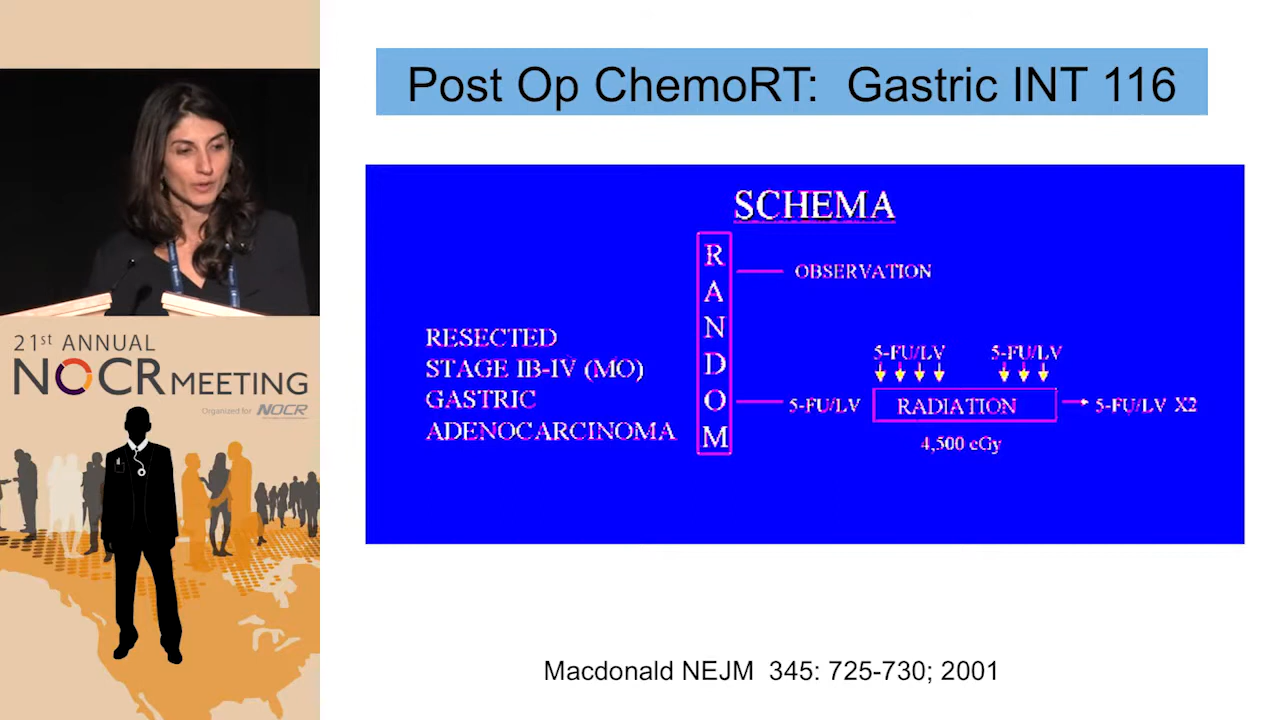 Post Op ChemoRT: Gastric INT 116
SCHEMA
RANDOM
OBSERVATION
RESECTED
STAGE IB-IV (MO)
GASTRIC
ADENOCARCINOMA
5-FU/LV 5-FU/LV
5-FU/LV RADIATION 5-FU/LV X2
4,500 cGy
Macdonald NEJM 345: 725-730; 2001
21st ANNUAL
NOCR MEETING
Organized for NOCR